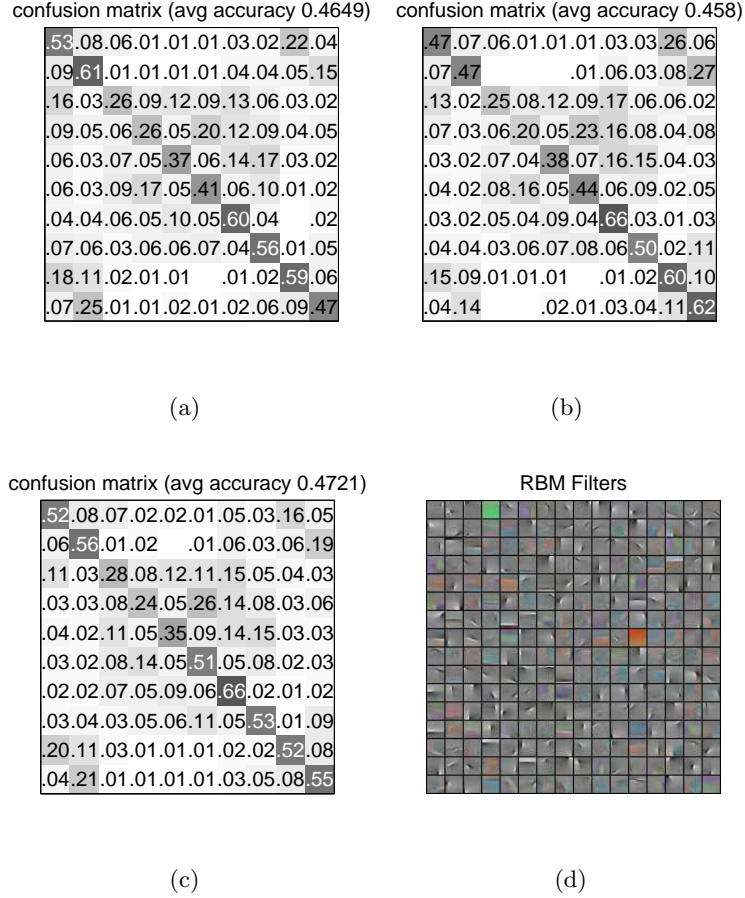 confusion matrix (avg accuracy 0.4649)
.53 .08 .06 .01 .01 .01 .03 .02 .22 .04
.09 .61 .01 .01 .01 .01 .04 .04 .05 .15
.16 .03 .26 .09 .12 .09 .13 .06 .03 .02
.09 .05 .06 .26 .05 .20 .12 .09 .04 .05
.06 .03 .07 .05 .37 .06 .14 .17 .03 .02
.06 .03 .09 .17 .05 .41 .06 .10 .01 .02
.04 .04 .06 .05 .10 .05 .60 .04 .02
.07 .06 .03 .06 .06 .07 .04 .56 .01 .05
.18 .11 .02 .01 .01 .01 .02 .59 .06
.07 .25 .01 .01 .02 .01 .02 .06 .09 .47
(a)
confusion matrix (avg accuracy 0.458)
.47 .07 .06 .01 .01 .01 .03 .03 .26 .06
.07 .47 .01 .06 .03 .08 .27
.13 .02 .25 .08 .12 .09 .17 .06 .06 .02
.07 .03 .06 .20 .05 .23 .16 .08 .04 .08
.03 .02 .07 .04 .38 .07 .16 .15 .04 .03
.04 .02 .08 .16 .05 .44 .06 .09 .02 .05
.03 .02 .05 .04 .09 .04 .66 .03 .01 .03
.04 .04 .03 .06 .07 .08 .06 .50 .02 .11
.15 .09 .01 .01 .01 .01 .02 .60 .10
.04 .14 .02 .01 .03 .04 .11 .62
(b)
confusion matrix (avg accuracy 0.4721)
.52 .08 .07 .02 .02 .01 .05 .03 .16 .05
.06 .56 .01 .02 .01 .06 .03 .06 .19
.11 .03 .28 .08 .12 .11 .15 .05 .04 .03
.03 .03 .08 .24 .05 .26 .14 .08 .03 .06
.04 .02 .11 .05 .35 .09 .14 .15 .03 .03
.03 .02 .08 .14 .05 .51 .05 .08 .02 .03
.02 .02 .07 .05 .09 .06 .66 .02 .01 .02
.03 .04 .03 .05 .06 .11 .05 .53 .01 .09
.20 .11 .03 .01 .01 .01 .02 .02 .52 .08
.04 .21 .01 .01 .01 .01 .03 .05 .08 .55
(c)
RBM Filters
(d)